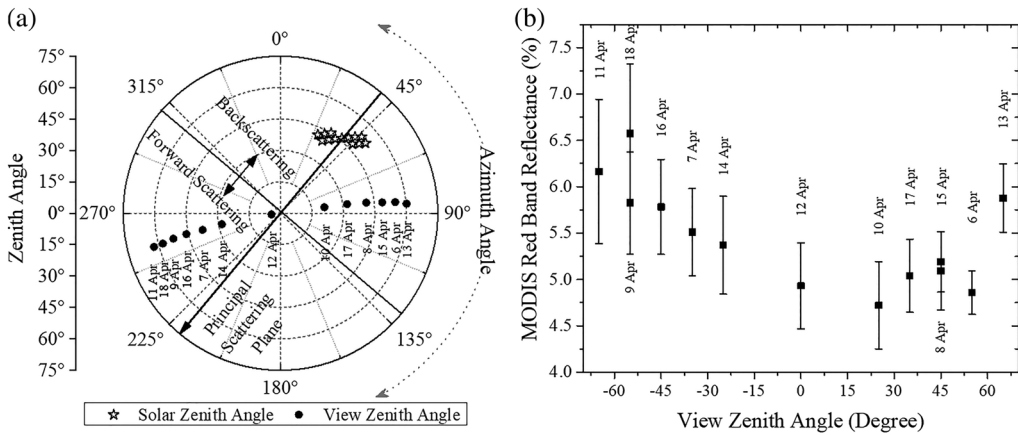 (a)
0°
75°
60°
45°
30°
15°
0°
15°
30°
45°
60°
75°
Zenith Angle
315°
45°
270°
90°
225°
135°
180°
Azimuth Angle
Backscattering
Forward Scattering
Principal
Scattering
Plane
11 Apr
18 Apr
9 Apr
16 Apr
7 Apr
14 Apr
12 Apr
10 Apr
17 Apr
8 Apr
15 Apr
6 Apr
13 Apr
Solar Zenith Angle
View Zenith Angle
(b)
MODIS Red Band Reflectance (%)
7.5
7.0
6.5
6.0
5.5
5.0
4.5
4.0
11 Apr
18 Apr
9 Apr
16 Apr
7 Apr
14 Apr
12 Apr
10 Apr
17 Apr
15 Apr
8 Apr
6 Apr
13 Apr
-60 -45 -30 -15 0 15 30 45 60
View Zenith Angle (Degree)